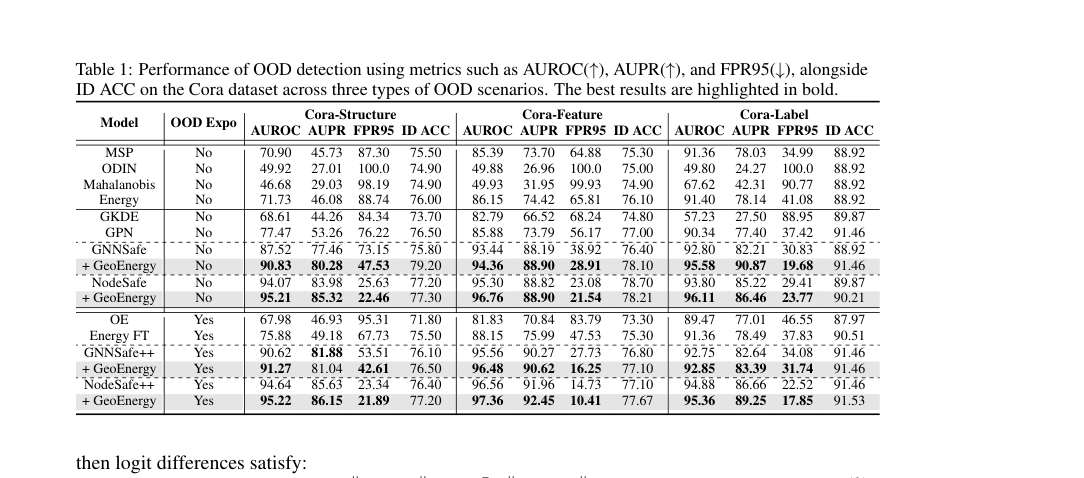 Table 1: Performance of OOD detection using metrics such as AUROC(↑), AUPR(↑), and FPR95(↓), alongside
ID ACC on the Cora dataset across three types of OOD scenarios. The best results are highlighted in bold.
Model OOD Expo Cora-Structure Cora-Feature Cora-Label
AUROC AUPR FPR95 ID ACC AUROC AUPR FPR95 ID ACC AUROC AUPR FPR95 ID ACC
MSP No 70.90 45.73 87.30 75.50 85.39 73.70 64.88 75.30 91.36 78.03 34.99 88.92
ODIN No 49.92 27.01 100.0 74.90 49.88 26.96 100.0 75.00 49.80 24.27 100.0 88.92
Mahalanobis No 46.68 29.03 98.19 74.90 49.93 31.95 99.93 74.90 67.62 42.31 90.77 88.92
Energy No 71.73 46.08 88.74 76.00 86.15 74.42 65.81 76.10 91.40 78.14 41.08 88.92
GKDE No 68.61 44.26 84.34 73.70 82.79 66.52 68.24 74.80 57.23 27.50 88.95 89.87
GPN No 77.47 53.26 76.22 76.50 85.88 73.79 56.17 77.00 90.34 77.40 37.42 91.46
GNNSafe No 87.52 77.46 73.15 75.80 93.44 88.19 38.92 76.40 92.80 82.21 30.83 88.92
+ GeoEnergy No 90.83 80.28 47.53 79.20 94.36 88.90 28.91 78.10 95.58 90.87 19.68 91.46
NodeSafe No 94.07 83.98 25.63 77.20 95.30 88.82 23.08 78.70 93.80 85.22 29.41 89.87
+ GeoEnergy No 95.21 85.32 22.46 77.30 96.76 88.90 21.54 78.21 96.11 86.46 23.77 90.21
OE Yes 67.98 46.93 95.31 71.80 81.83 70.84 83.79 73.30 89.47 77.01 46.55 87.97
Energy FT Yes 75.88 49.18 67.73 75.50 88.15 75.99 47.53 75.30 91.36 78.49 37.83 90.51
GNNSafe++ Yes 90.62 81.88 53.51 76.10 95.56 90.27 27.73 76.80 92.75 82.64 34.08 91.46
+ GeoEnergy Yes 91.27 81.04 42.61 76.50 96.48 90.62 16.25 77.10 92.85 83.39 31.74 91.46
NodeSafe++ Yes 94.64 85.63 23.34 76.40 96.56 91.96 14.73 77.10 94.88 86.66 22.52 91.46
+ GeoEnergy Yes 95.22 86.15 21.89 77.20 97.36 92.45 10.41 77.67 95.36 89.25 17.85 91.53
then logit differences satisfy: